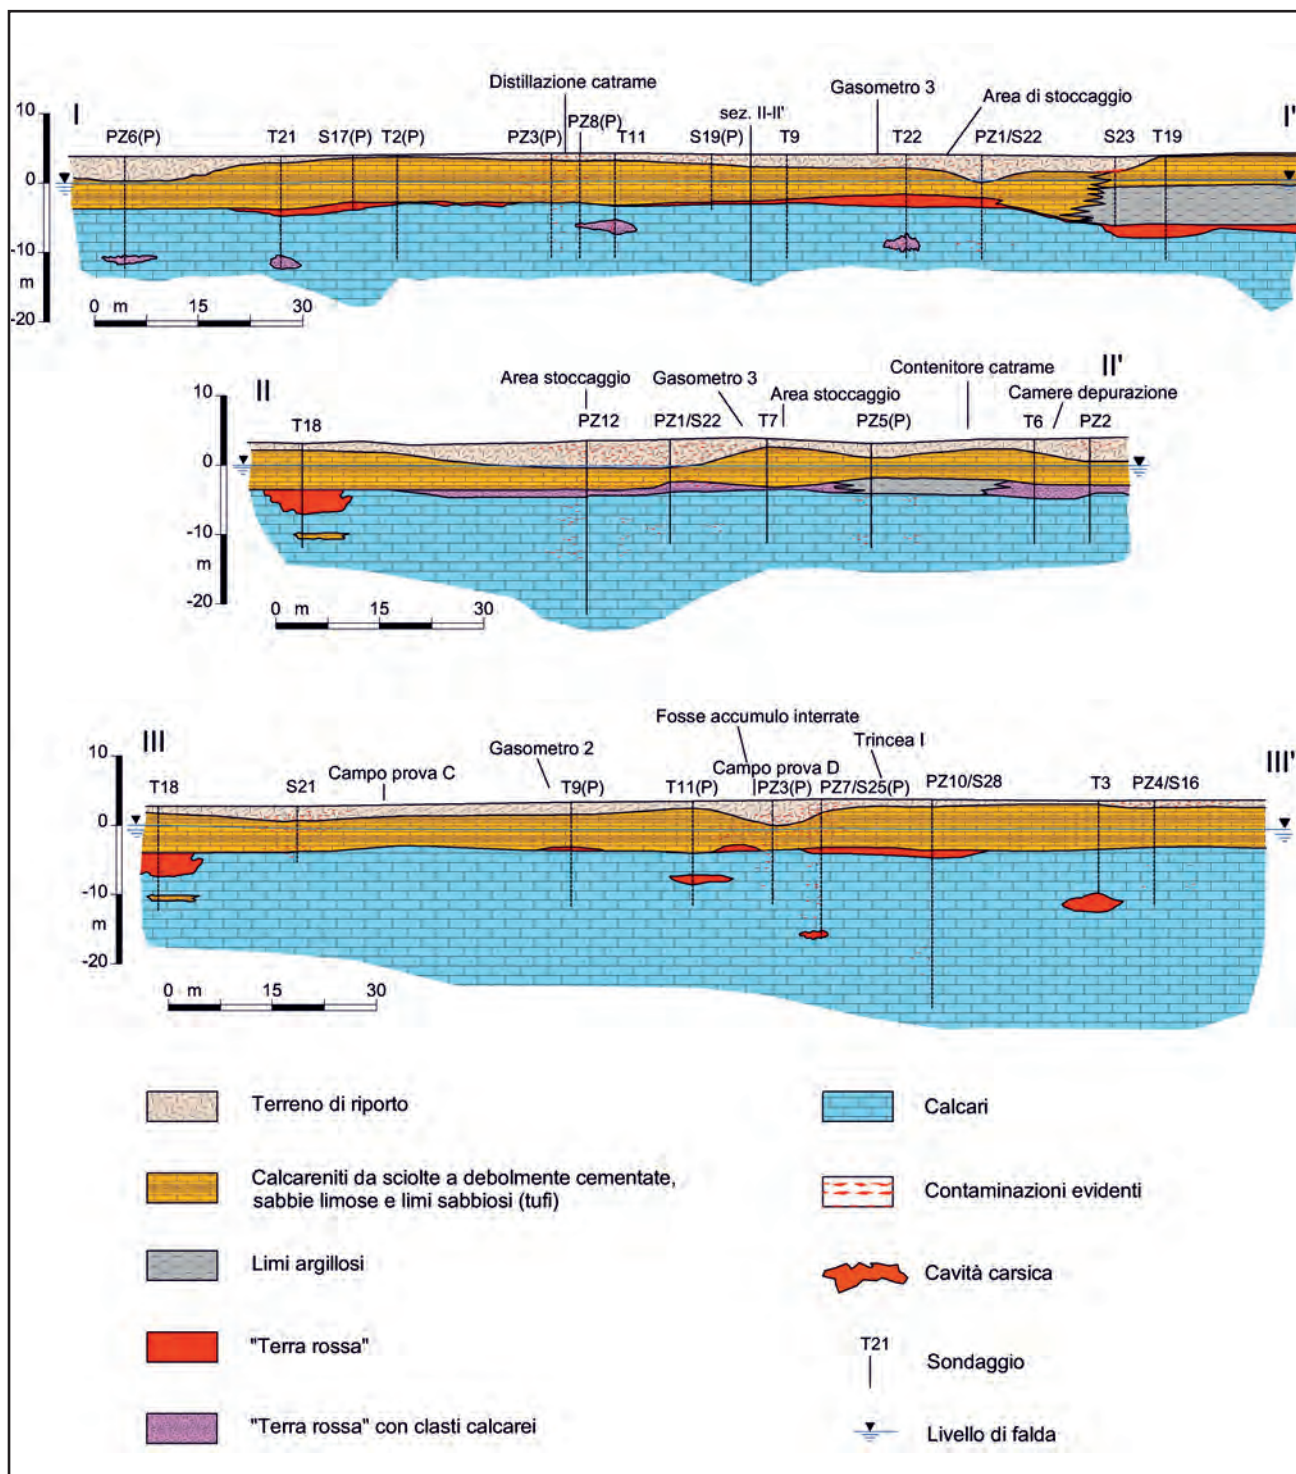 Distillazione catrame
Gasometro 3
Area di stoccaggio
I
I'
PZ6(P)
T21
S17(P)
T2(P)
PZ3(P)
PZ8(P)
T11
S19(P)
sez. II-II'
T9
T22
PZ1/S22
S23
T19
10
0
-10
m
-20
0 m 15 30
II
II'
Area stoccaggio
Gasometro 3
Area stoccaggio
Contenitore catrame
Camere depurazione
T18
PZ12
PZ1/S22
T7
PZ5(P)
T6
PZ2
10
0
-10
m
-20
0 m 15 30
III
III'
Fosse accumulo interrate
Gasometro 2
Trincea I
Campo prova C
Campo prova D
T18
S21
T9(P)
T11(P)
PZ3(P)
PZ7/S25(P)
PZ10/S28
T3
PZ4/S16
10
0
-10
m
-20
0 m 15 30
Terreno di riporto
Calcareniti da sciolte a debolmente cementate,
sabbie limose e limi sabbiosi (tufi)
Limi argillosi
"Terra rossa"
"Terra rossa" con clasti calcarei
Calcari
Contaminazioni evidenti
Cavità carsica
T21
Sondaggio
Livello di falda